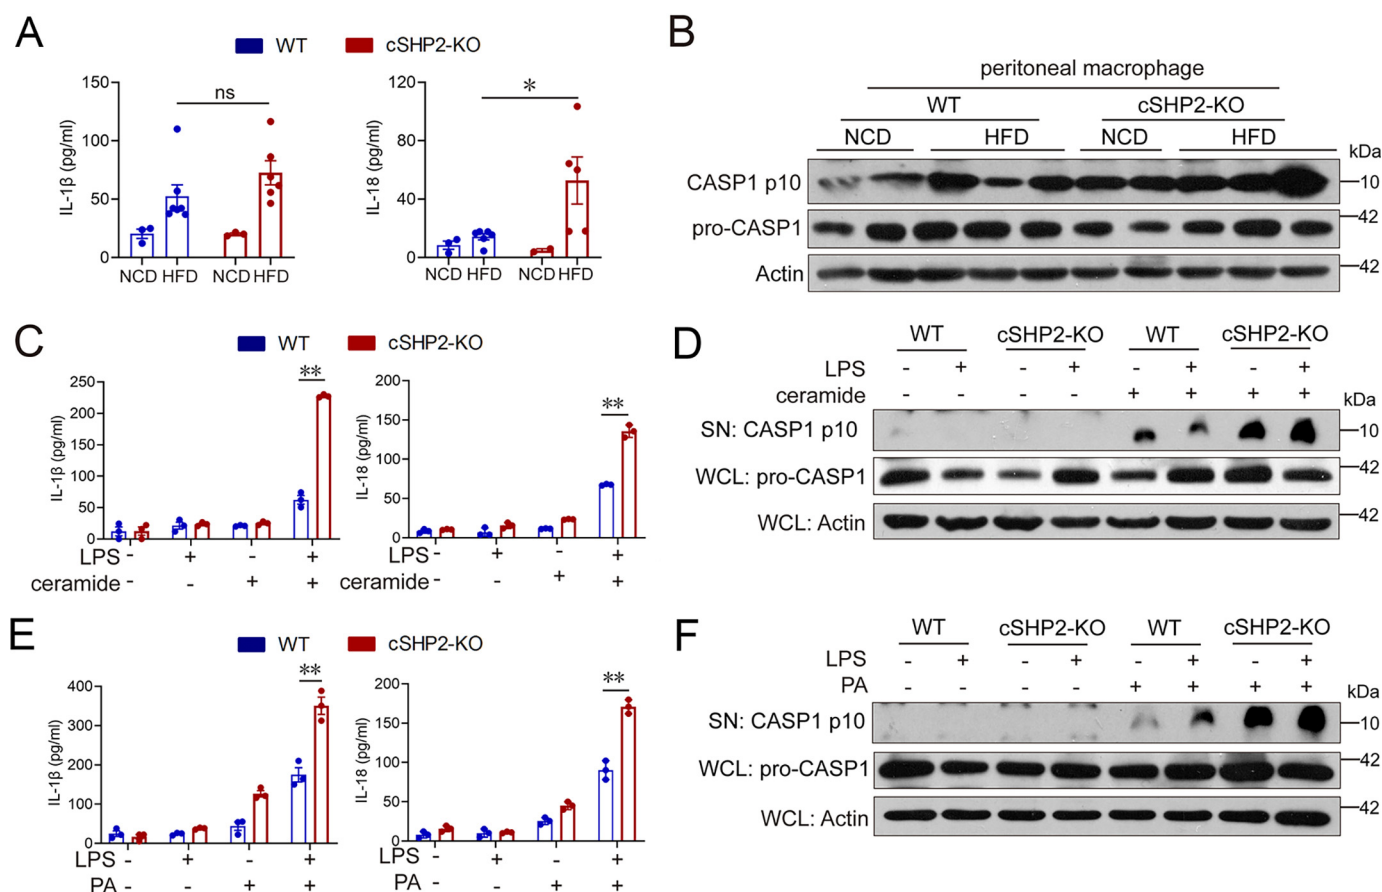 A
WT cSHP2-KO
150
100
50
0
IL-1β (pg/ml)
ns
NCD HFD NCD HFD
120
80
40
0
IL-18 (pg/ml)
*
NCD HFD NCD HFD
B
peritoneal macrophage
WT cSHP2-KO
NCD HFD NCD HFD
kDa
CASP1 p10 10
pro-CASP1 42
Actin 42
C
WT cSHP2-KO
250
200
150
100
50
0
IL-1β (pg/ml)
**
LPS - + - +
ceramide - - + +
200
150
100
50
0
IL-18 (pg/ml)
**
LPS - + - +
ceramide - - + +
D
WT cSHP2-KO WT cSHP2-KO
LPS - + - + - + - +
ceramide - - - - + + + +
kDa
SN: CASP1 p10 10
WCL: pro-CASP1 42
WCL: Actin 42
E
WT cSHP2-KO
400
300
200
100
0
IL-1β (pg/ml)
**
LPS - + - +
PA - - + +
200
150
100
50
0
IL-18 (pg/ml)
**
LPS - + - +
PA - - + +
F
WT cSHP2-KO WT cSHP2-KO
LPS - + - + - + - +
PA - - - - + + + +
kDa
SN: CASP1 p10 10
WCL: pro-CASP1 42
WCL: Actin 42